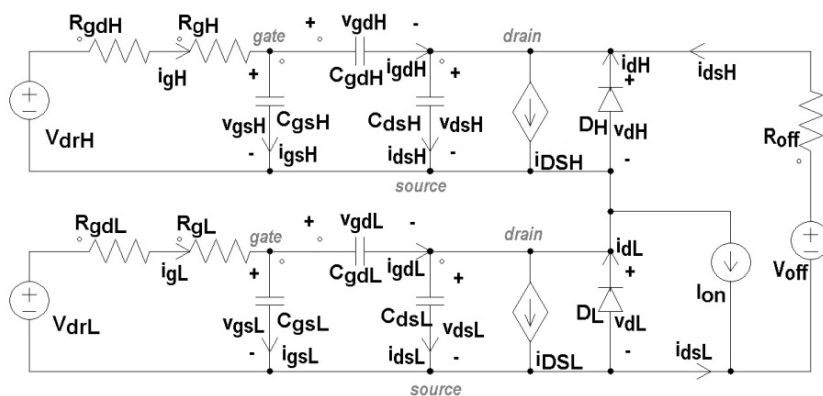 RgdH RgH gate vgdH drain
+ - + -
igH igdH idH idsH
CgdH
VdrH vgsH CgsH CdsH vdsH DH vdH Roff
igsH idsH iDSH
source
RgdL RgL gate vgdL drain
+ - + -
igL igdL idL
CgdL Voff
Ion
VdrL vgsL CgsL CdsL vdsL DL vdL
igsL idsL iDSL idsL
source